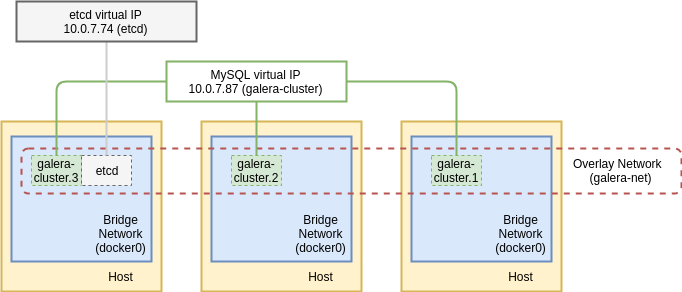 etcd virtual IP
10.0.7.74 (etcd)
MySQL virtual IP
10.0.7.87 (galera-cluster)
galera-
cluster.3
etcd
galera-
cluster.2
galera-
cluster.1
Overlay Network
(galera-net)
Bridge
Network
(docker0)
Bridge
Network
(docker0)
Bridge
Network
(docker0)
Host
Host
Host